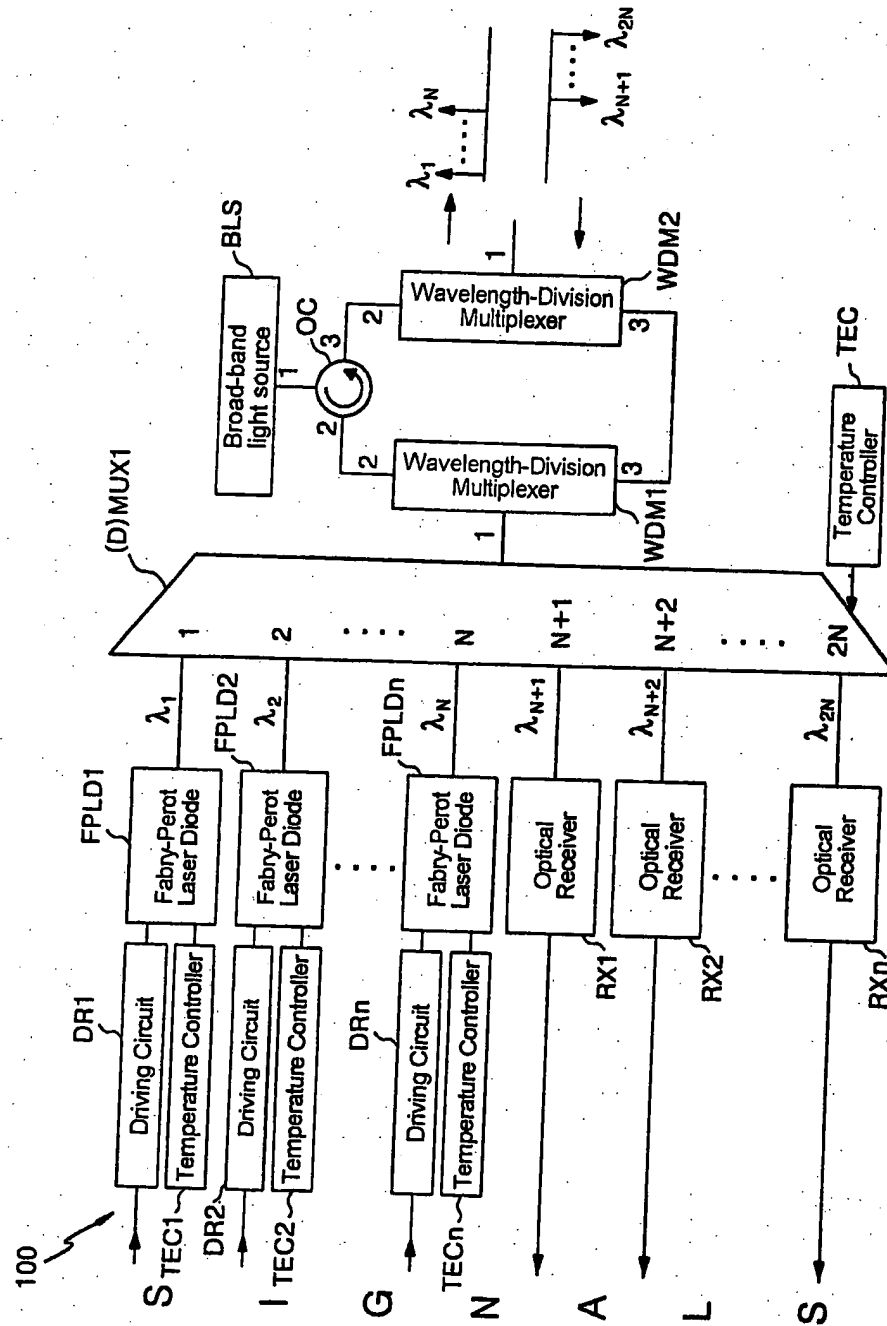 100
S
I
G
N
A
L
S
DR1
Driving Circuit
Temperature Controller
TEC1
FPLD1
Fabry-Perot
Laser Diode
λ1
1
DR2
Driving Circuit
Temperature Controller
TEC2
FPLD2
Fabry-Perot
Laser Diode
λ2
2
DRn
Driving Circuit
Temperature Controller
TECn
FPLDn
Fabry-Perot
Laser Diode
λN
N
Optical
Receiver
RX1
λN+1
N+1
Optical
Receiver
RX2
λN+2
N+2
Optical
Receiver
RXn
λ2N
2N
(D)MUX1
Temperature
Controller
TEC
1
Wavelength-Division
Multiplexer
WDM1
2
3
Broad-band
light source
BLS
1
2
3
OC
2
Wavelength-Division
Multiplexer
WDM2
3
1
λ1
λN
λN+1
λ2N